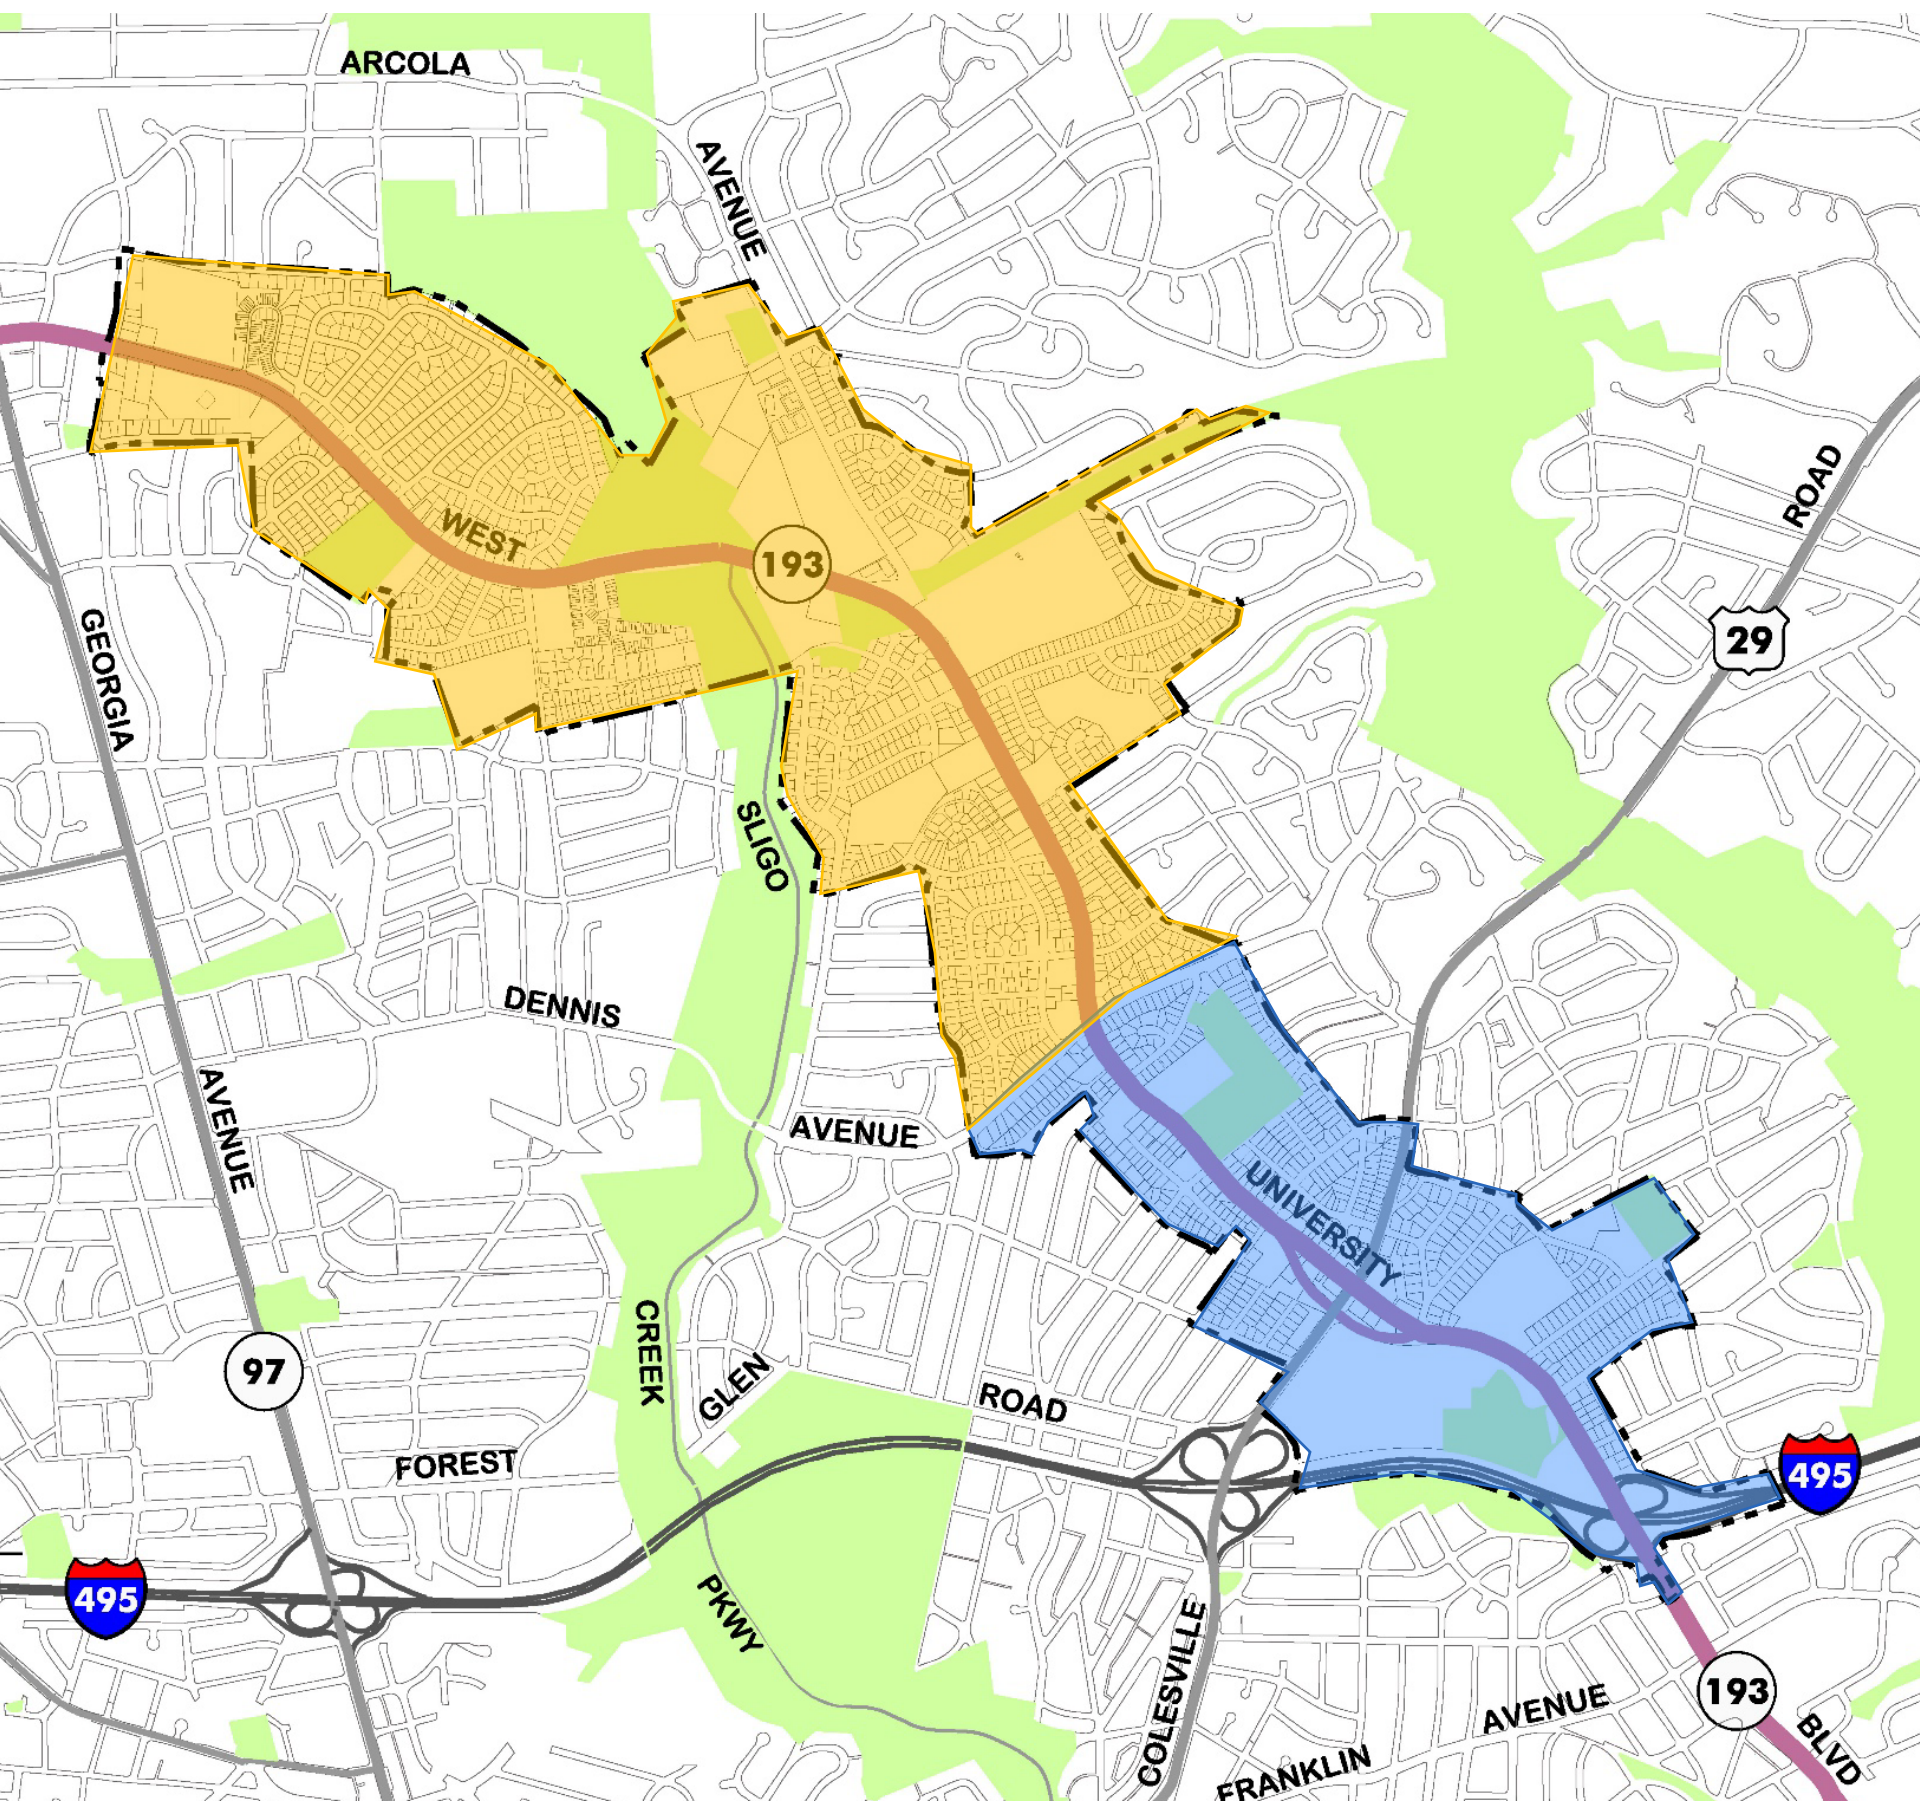 ARCOLA
AVENUE
WEST
193
ROAD
29
GEORGIA
SLIGO
DENNIS
AVENUE
AVENUE
UNIVERSITY
CREEK
GLEN
97
ROAD
FOREST
495
495
PKWY
COLESVILLE
193
AVENUE
BLVD
FRANKLIN